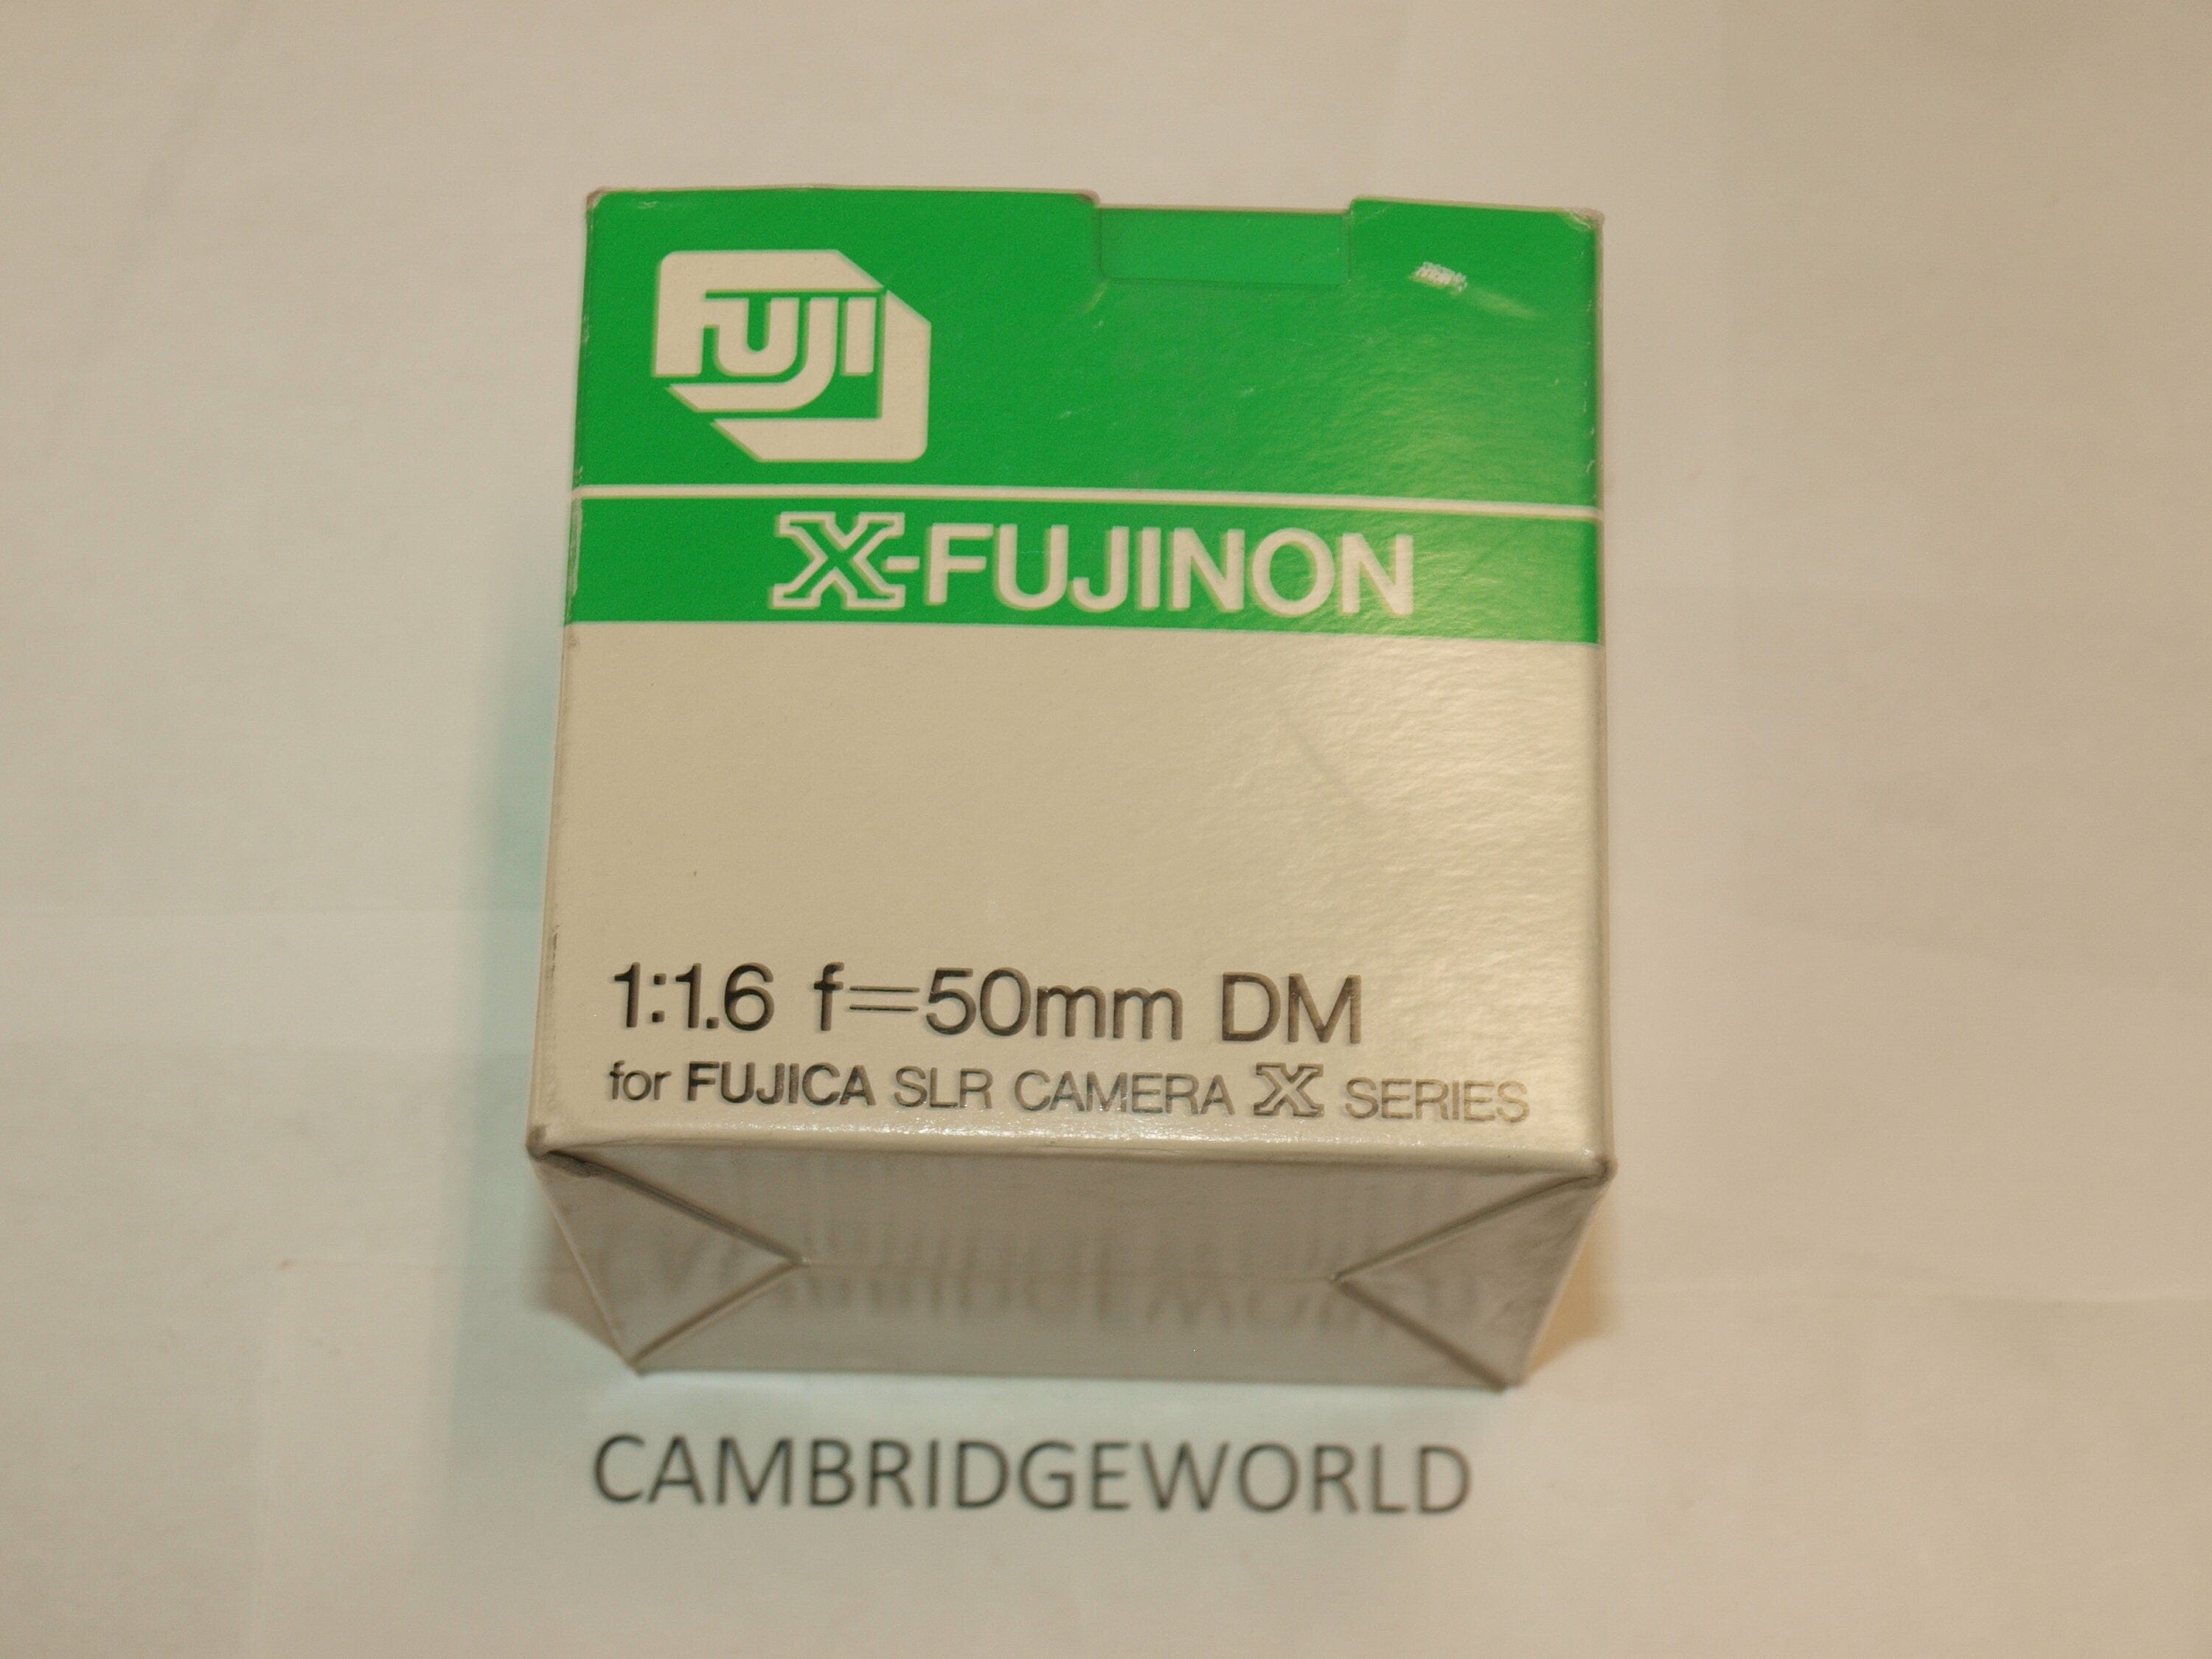 FUJI
X-FUJINON
1:1.6 f=50mm DM
for FUJICA SLR CAMERA X SERIES
CAMBRIDGEWORLD